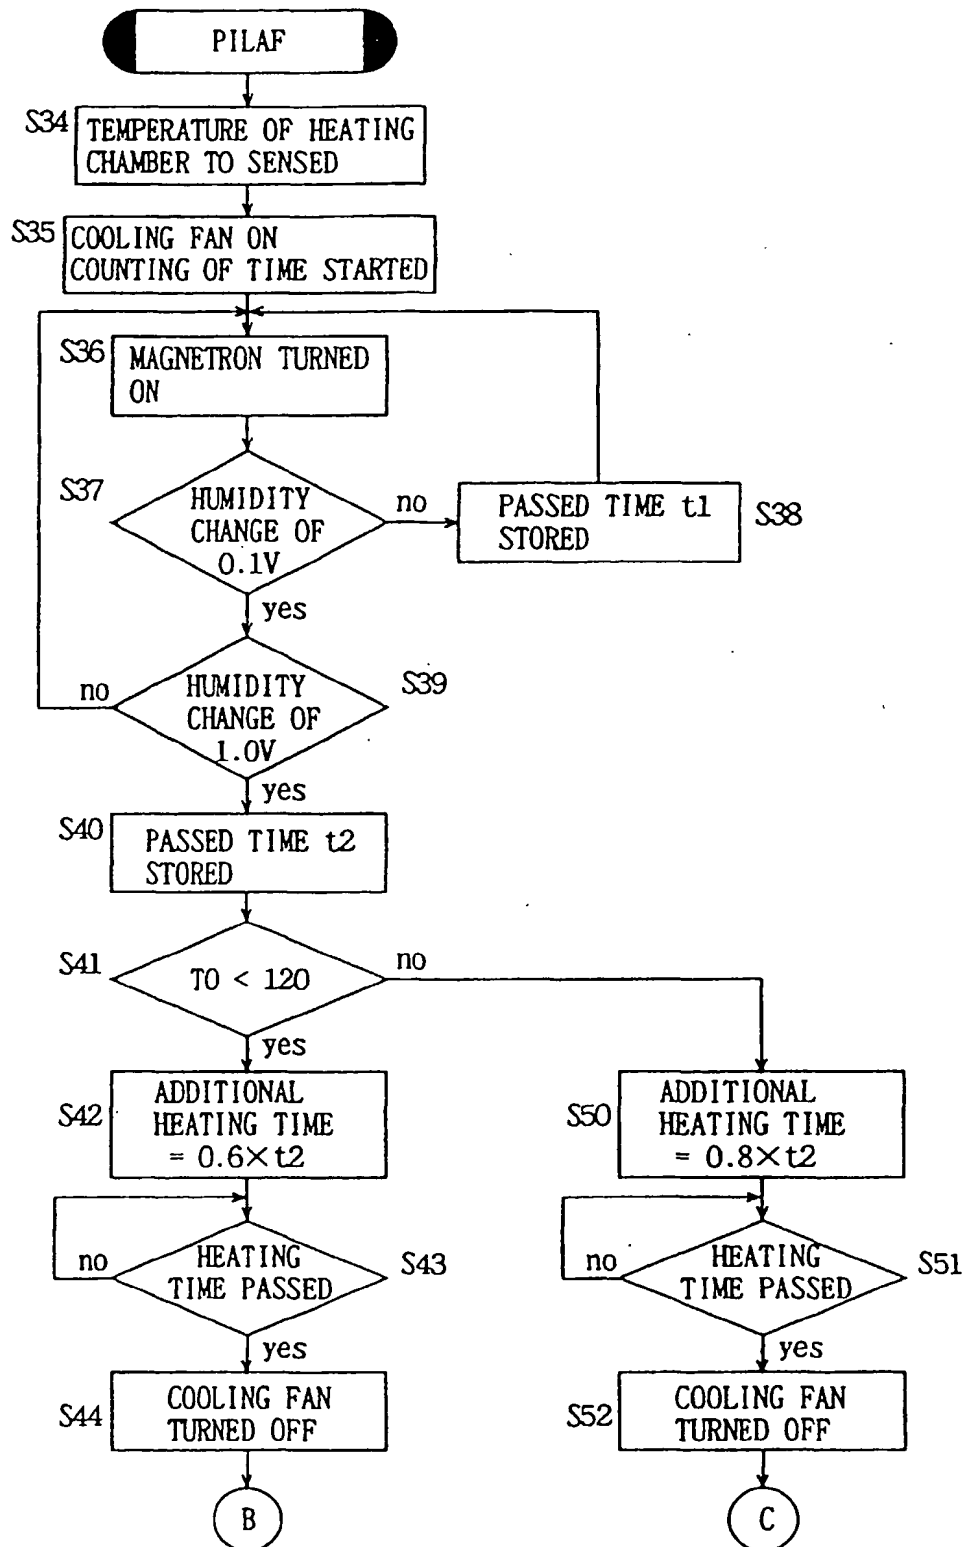 PILAF
S34
TEMPERATURE OF HEATING
CHAMBER TO SENSED
S35
COOLING FAN ON
COUNTING OF TIME STARTED
S36
MAGNETRON TURNED
ON
S37
HUMIDITY
CHANGE OF
0.1V
no
PASSED TIME t1
STORED
S38
yes
no
HUMIDITY
CHANGE OF
1.0V
S39
yes
S40
PASSED TIME t2
STORED
S41
T0 < 120
no
yes
S42
ADDITIONAL
HEATING TIME
= 0.6×t2
S50
ADDITIONAL
HEATING TIME
= 0.8×t2
no
HEATING
TIME PASSED
S43
no
HEATING
TIME PASSED
S51
yes
yes
S44
COOLING FAN
TURNED OFF
S52
COOLING FAN
TURNED OFF
B
C